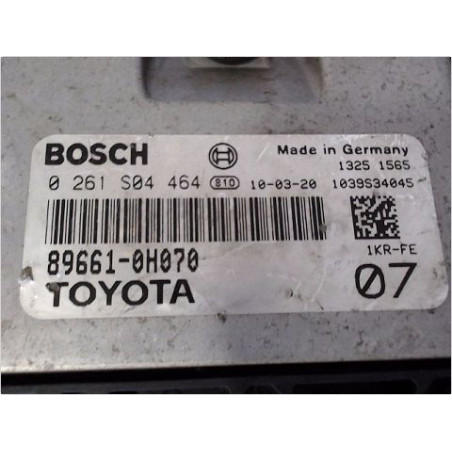 BOSCH Made in Germany
1325 1565
0 261 S04 464 810 10-03-20 1039S34045
89661-0H070 1KR-FE
TOYOTA 07